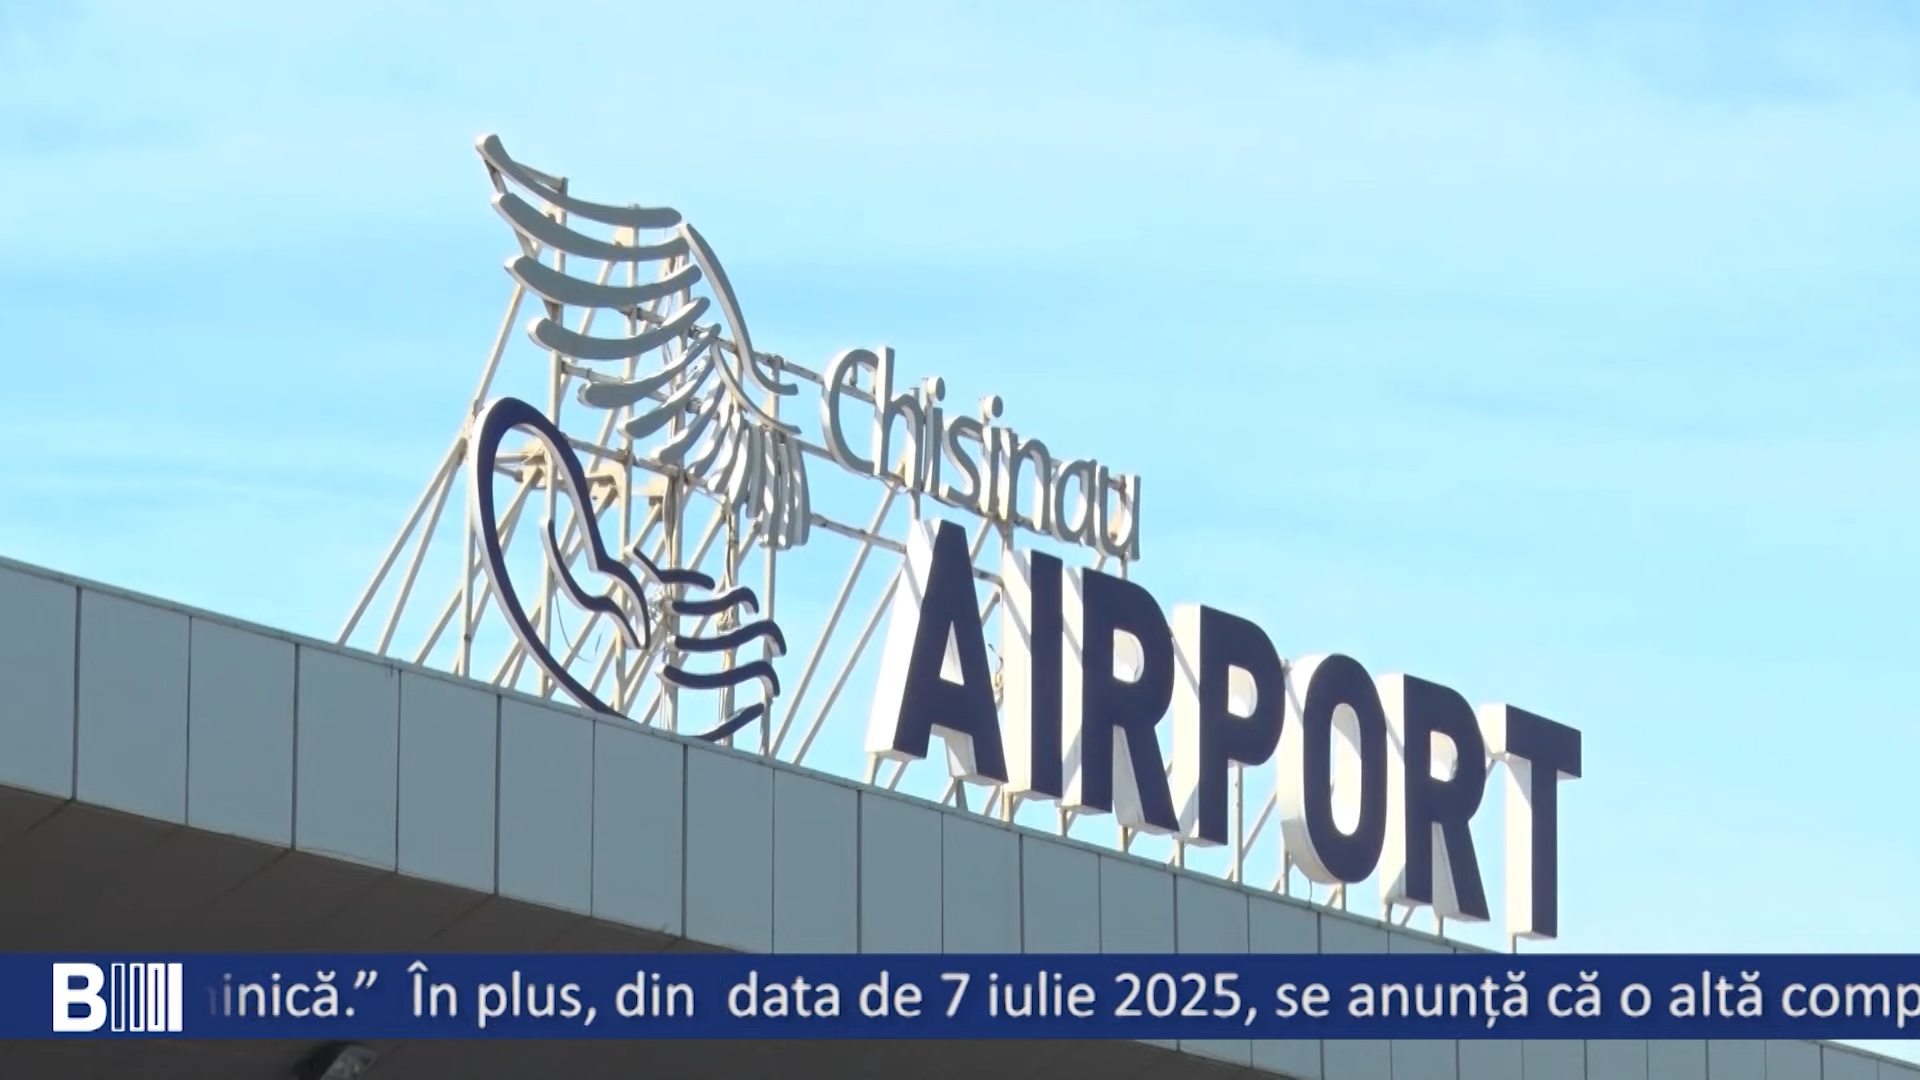 Chisinau
AIRPORT
B inică.” În plus, din data de 7 iulie 2025, se anunță că o altă comp